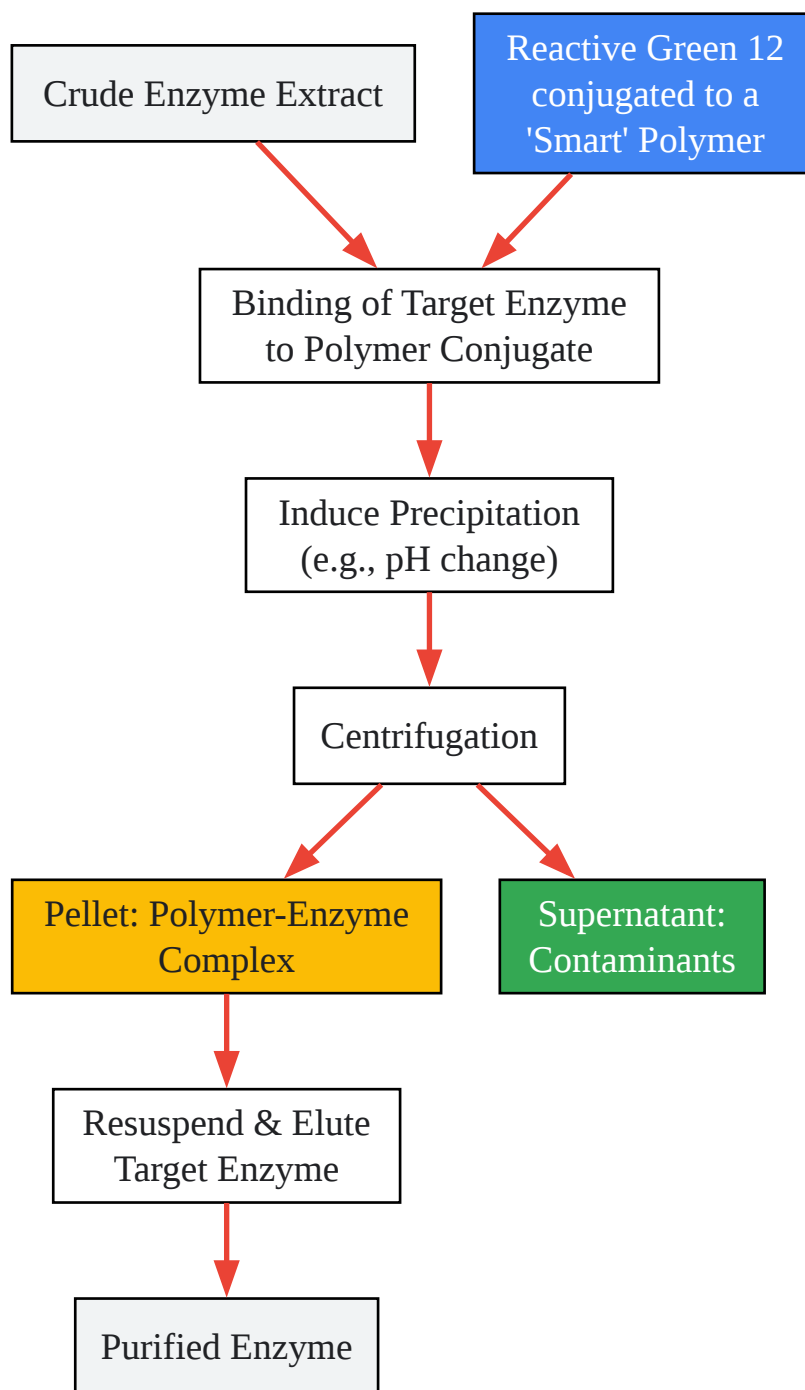 Crude Enzyme Extract
Reactive Green 12
conjugated to a
'Smart' Polymer
Binding of Target Enzyme
to Polymer Conjugate
Induce Precipitation
(e.g., pH change)
Centrifugation
Pellet: Polymer-Enzyme
Complex
Supernatant:
Contaminants
Resuspend & Elute
Target Enzyme
Purified Enzyme